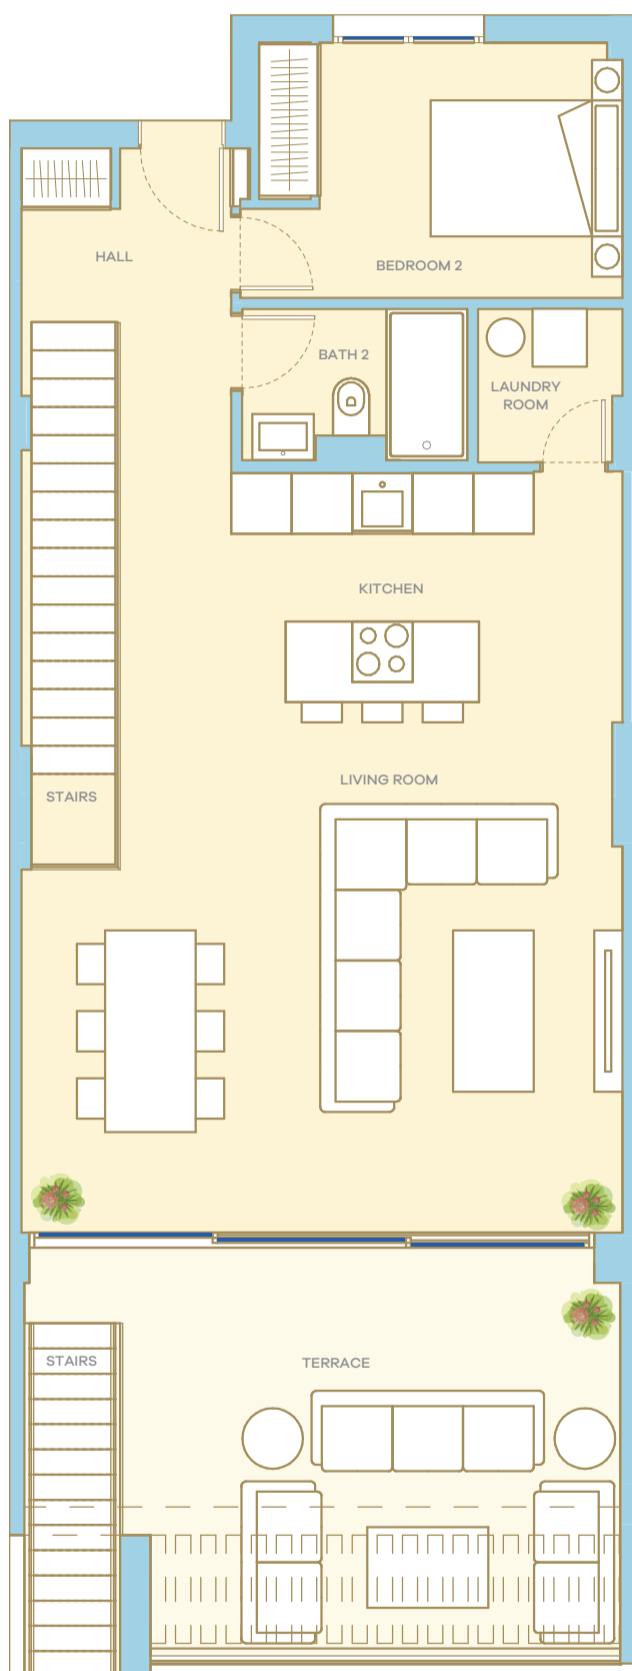 HALL
BEDROOM 2
BATH 2
LAUNDRY
ROOM
KITCHEN
LIVING ROOM
STAIRS
STAIRS
TERRACE